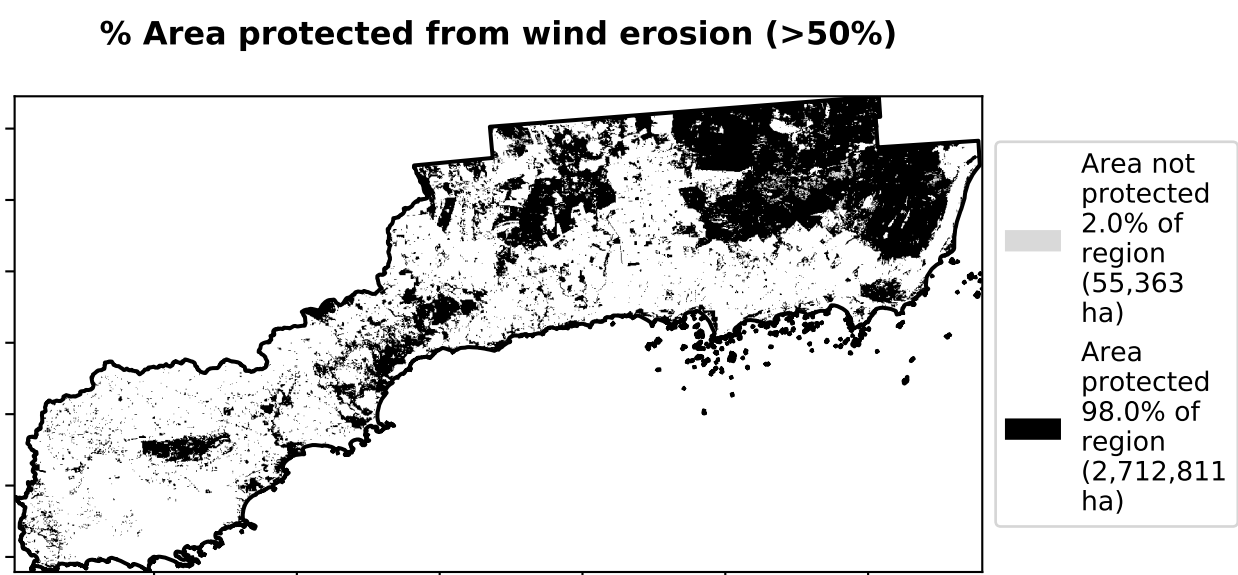 % Area protected from wind erosion (>50%)
Area not
protected
2.0% of
region
(55,363
ha)
Area
protected
98.0% of
region
(2,712,811
ha)